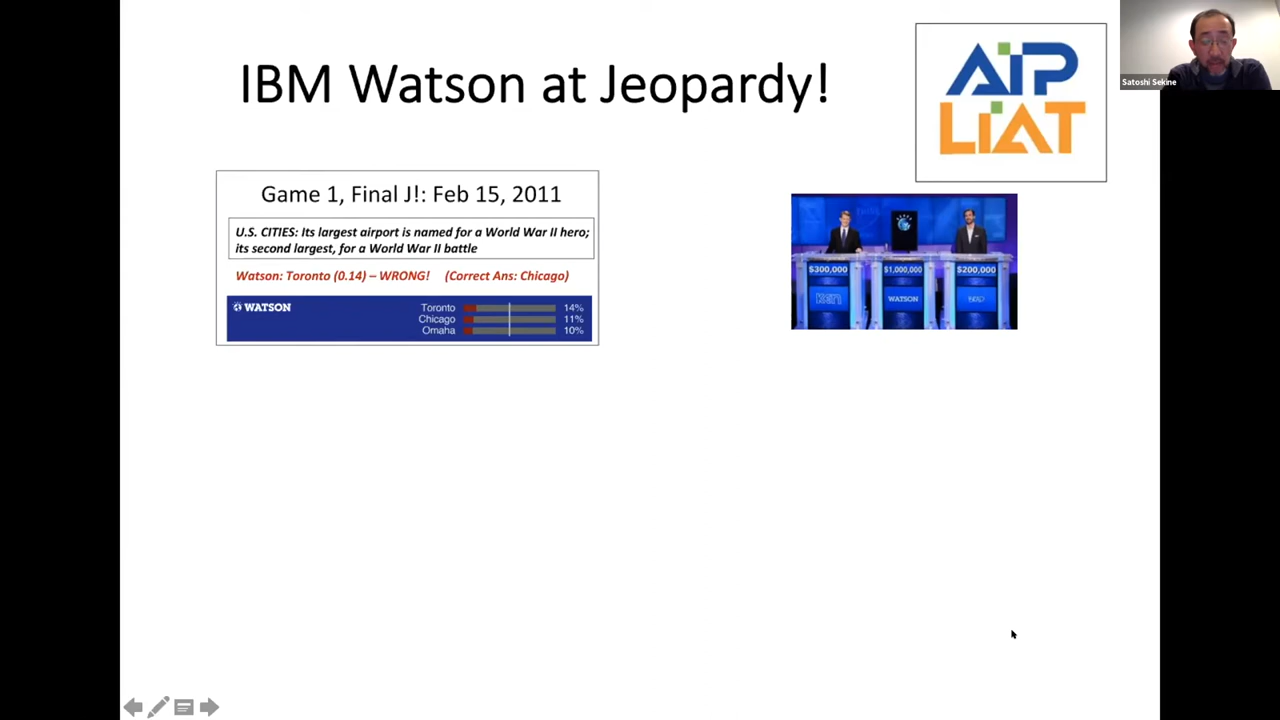 IBM Watson at Jeopardy!
AIP
LIAT
Satoshi Sekine
Game 1, Final J!: Feb 15, 2011
U.S. CITIES: Its largest airport is named for a World War II hero;
its second largest, for a World War II battle
Watson: Toronto (0.14) – WRONG! (Correct Ans: Chicago)
WATSON
Toronto 14%
Chicago 11%
Omaha 10%
$300,000 $1,000,000 $200,000
WATSON